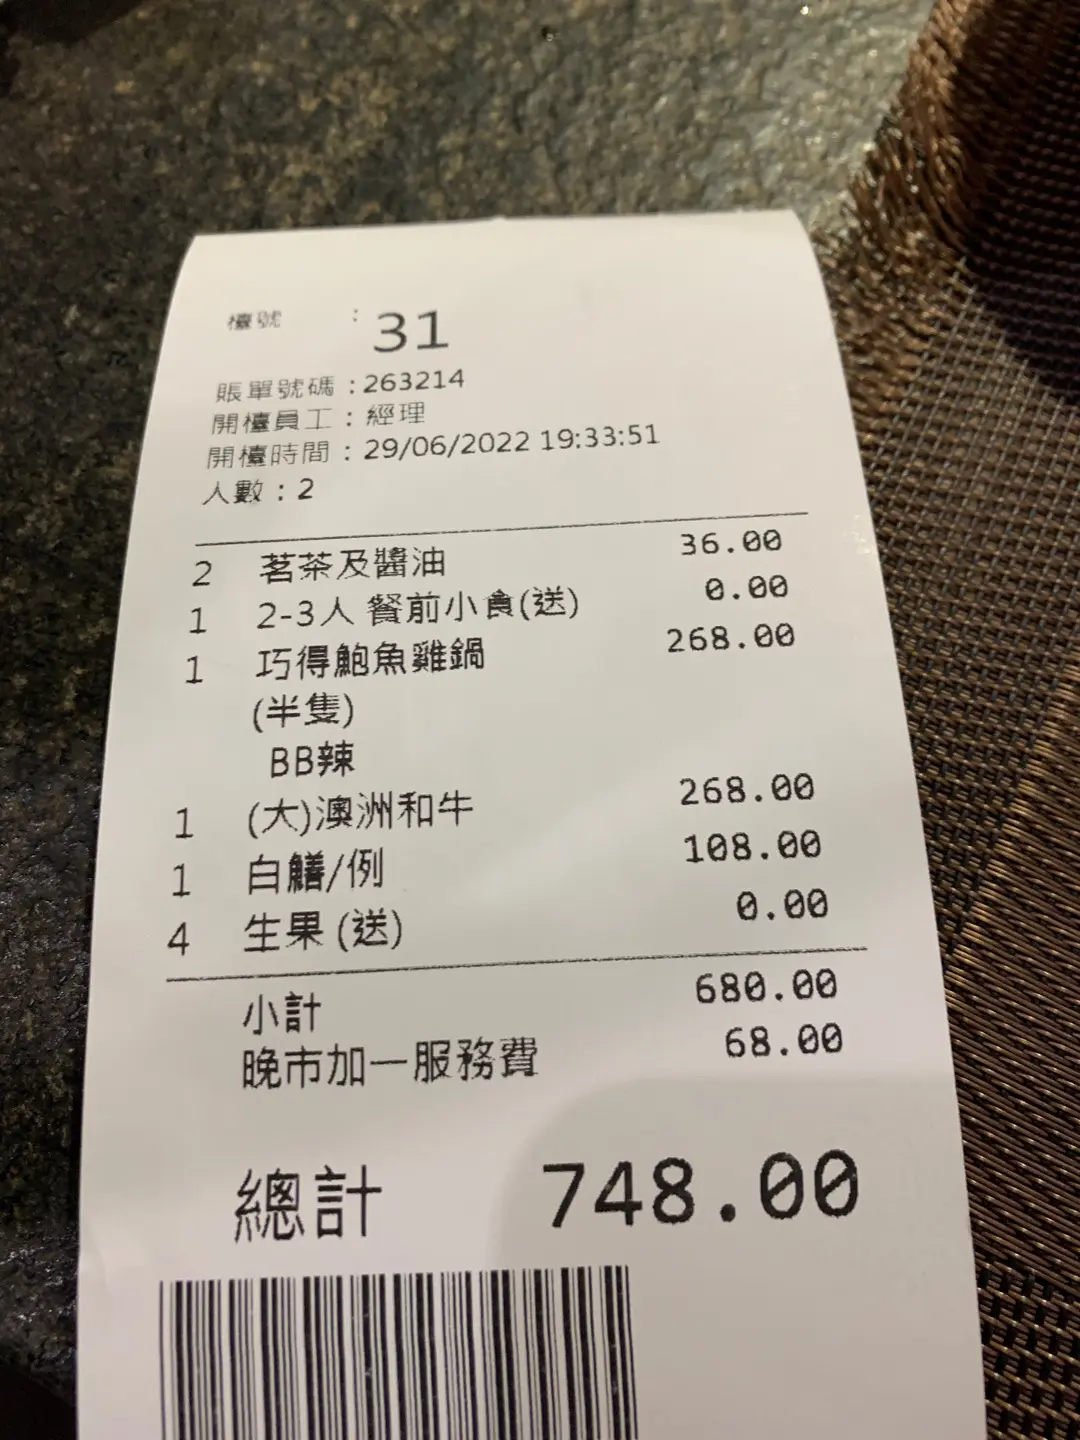 檯號 : 31
賬單號碼 : 263214
開檯員工 : 經理
開檯時間 : 29/06/2022 19:33:51
人數 : 2
2 茗茶及醬油 36.00
1 2-3人 餐前小食(送) 0.00
1 巧得鮑魚雞鍋 268.00
(半隻)
BB辣
1 (大)澳洲和牛 268.00
1 白鱔/例 108.00
4 生果 (送) 0.00
小計 680.00
晚市加一服務費 68.00
總計 748.00